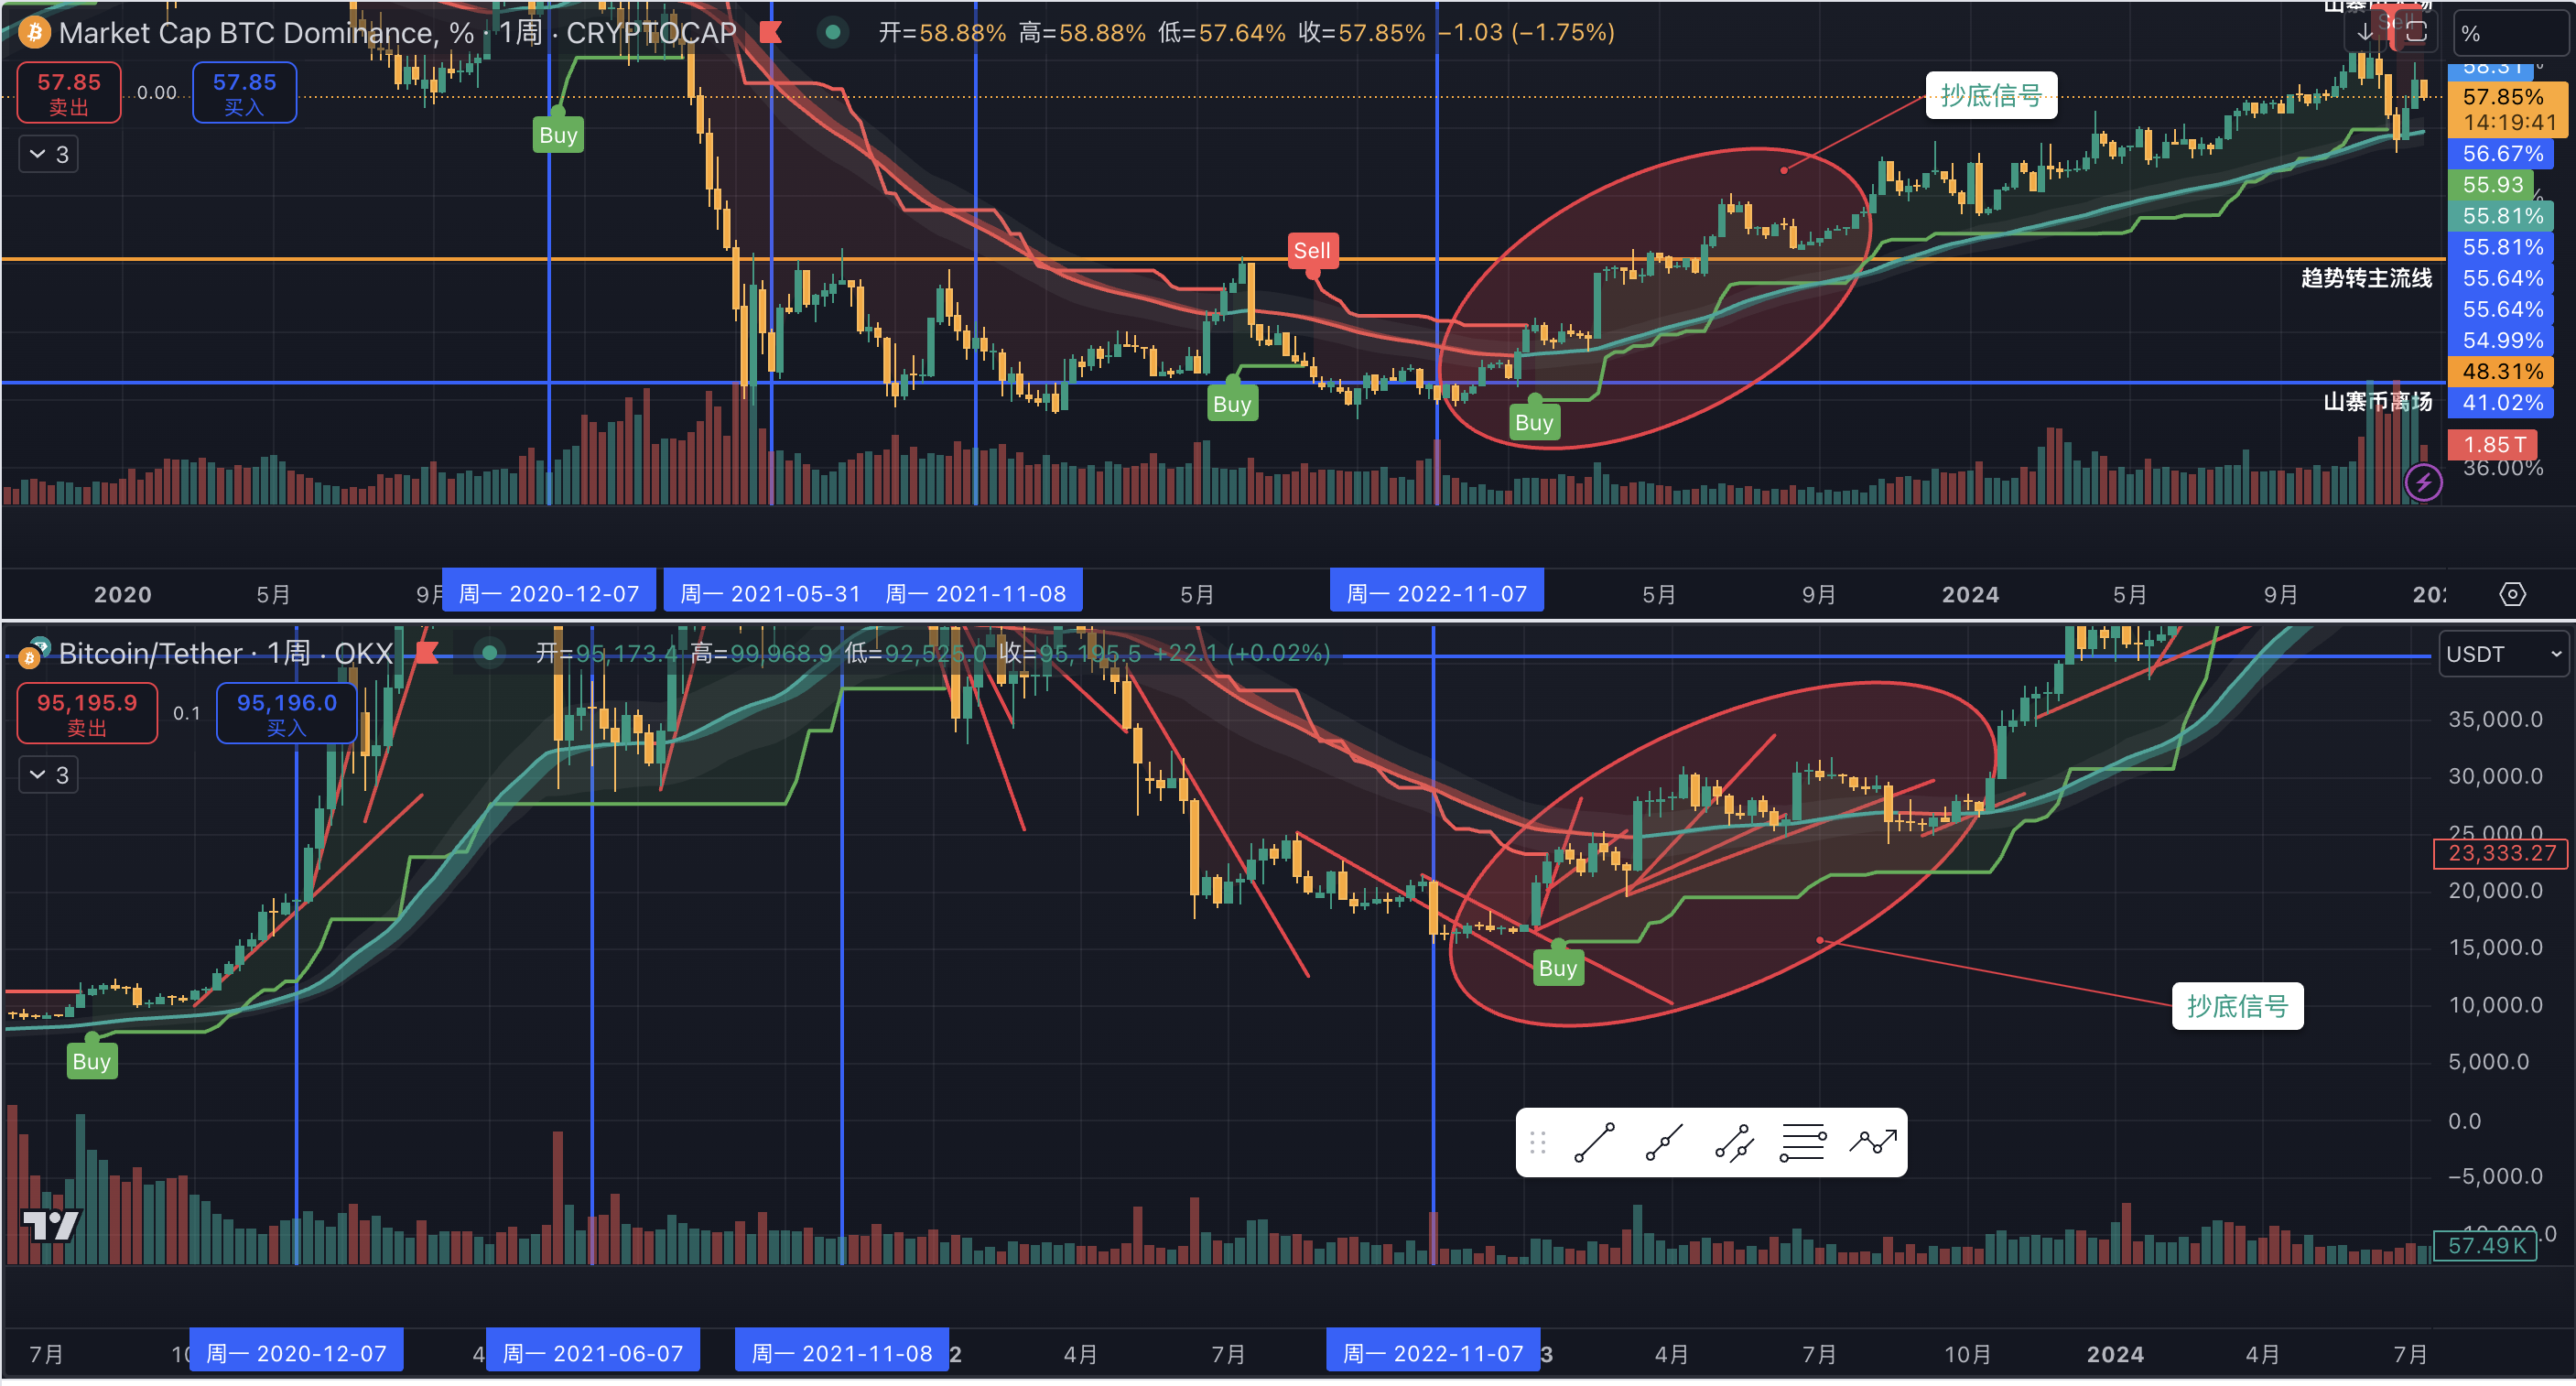 Market Cap BTC Dominance, % · 1周 · CRYPTOCAP
开=58.88% 高=58.88% 低=57.64% 收=57.85% −1.03 (−1.75%)
Sell
%
57.85
卖出
0.00
57.85
买入
3
Buy
抄底信号
Sell
Buy
Buy
趋势转主流线
山寨币离场
58.31
57.85%
14:19:41
56.67%
55.93
55.81%
55.81%
55.64%
55.64%
54.99%
48.31%
41.02%
1.85 T
36.00%
2020
5月
9月
周一 2020-12-07
周一 2021-05-31
周一 2021-11-08
5月
周一 2022-11-07
5月
9月
2024
5月
9月
Bitcoin/Tether · 1周 · OKX
开=95,173.4 高=99,968.9 低=92,525.0 收=95,195.5 +22.1 (+0.02%)
USDT
95,195.9
卖出
0.1
95,196.0
买入
3
Buy
Buy
抄底信号
35,000.0
30,000.0
25,000.0
23,333.27
20,000.0
15,000.0
10,000.0
5,000.0
0.0
−5,000.0
−10,000.0
57.49 K
7月
周一 2020-12-07
周一 2021-06-07
周一 2021-11-08
2
4月
7月
周一 2022-11-07
3
4月
7月
10月
2024
4月
7月